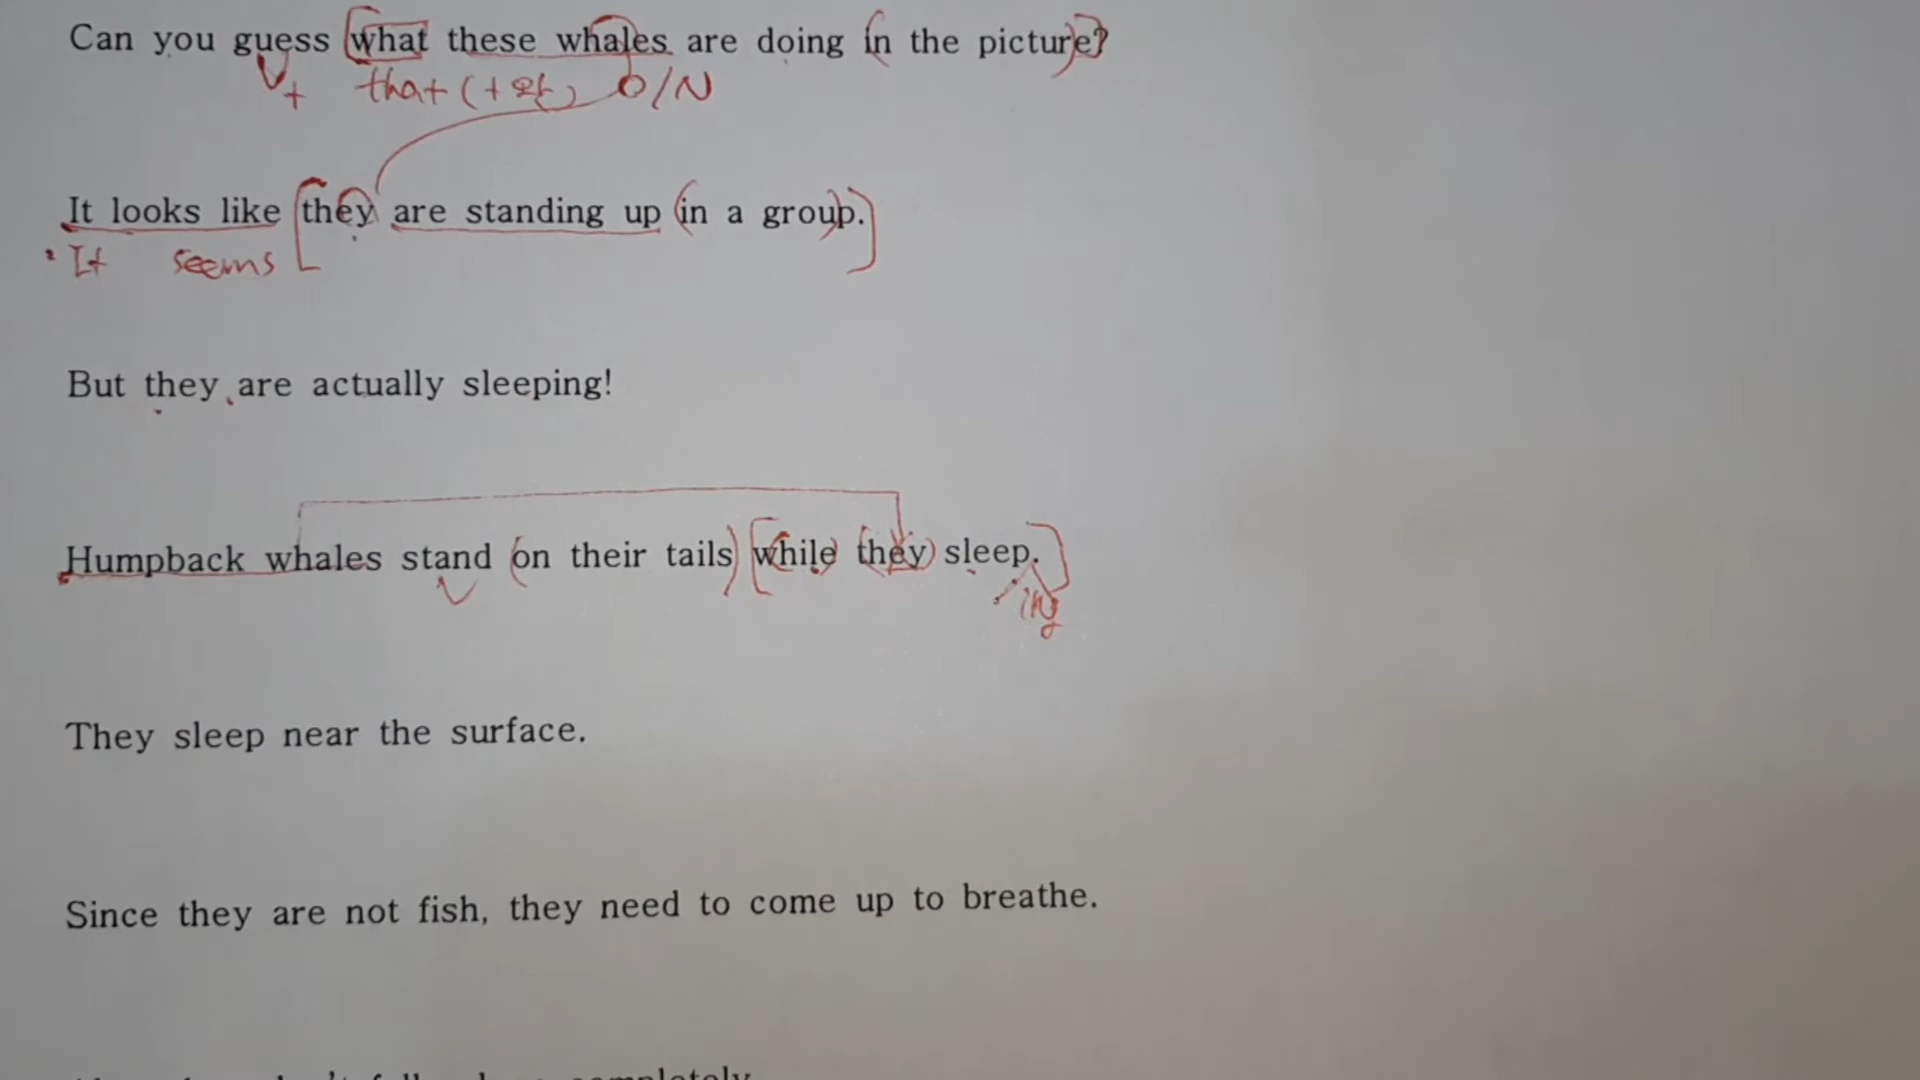 Can you guess what these whales are doing in the picture?
V+ that (+완) O/N
It looks like they are standing up in a group.
It seems
But they are actually sleeping!
Humpback whales stand on their tails while they sleep.
V ing
They sleep near the surface.
Since they are not fish, they need to come up to breathe.
completely